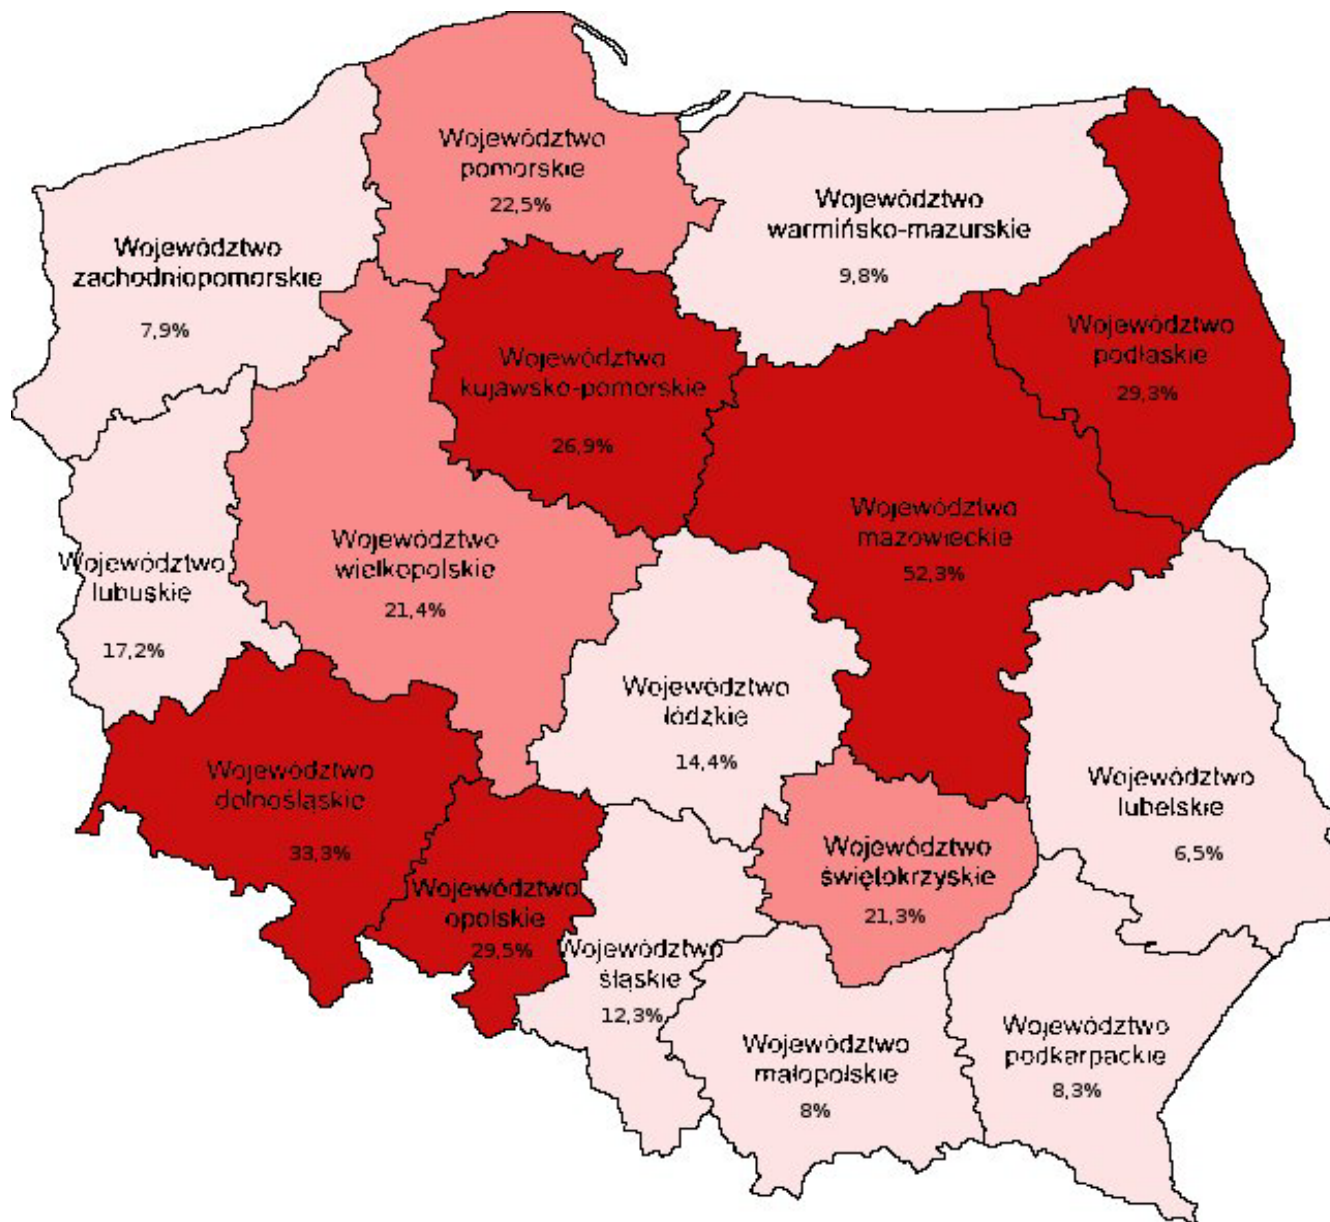 Województwo
pomorskie
22,5%
Województwo
warmińsko-mazurskie
9,8%
Województwo
zachodniopomorskie
7,9%
Województwo
podłaskie
29,3%
Województwo
kujawsko-pomorskie
26,9%
Województwo
mazowieckie
52,3%
Województwo
wielkopolskie
21,4%
Województwo
lubuskie
17,2%
Województwo
łódzkie
14,4%
Województwo
dolnośląskie
33,3%
Województwo
lubelskie
6,5%
Województwo
świętokrzyskie
21,3%
Województwo
opolskie
29,5%
Województwo
śląskie
12,3%
Województwo
małopolskie
8%
Województwo
podkarpackie
8,3%